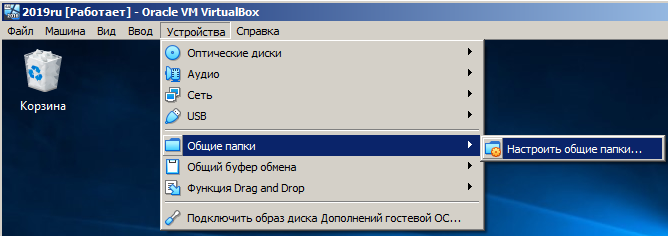 2019ru [Работает] - Oracle VM VirtualBox
Файл Машина Вид Ввод Устройства Справка
Корзина
Оптические диски
Аудио
Сеть
USB
Общие папки
Настроить общие папки...
Общий буфер обмена
Функция Drag and Drop
Подключить образ диска Дополнений гостевой ОС...